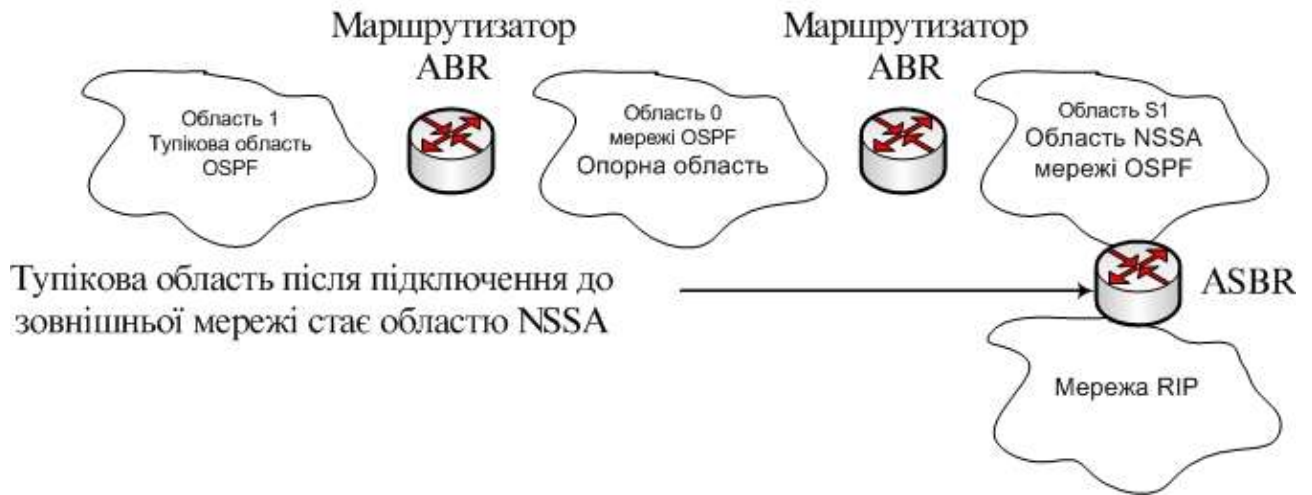 Маршрутизатор
ABR
Маршрутизатор
ABR
Область 1
Тупікова область
OSPF
Область 0
мережі OSPF
Опорна область
Область S1
Область NSSA
мережі OSPF
Тупікова область після підключення до
зовнішньої мережі стає областю NSSA
ASBR
Мережа RIP